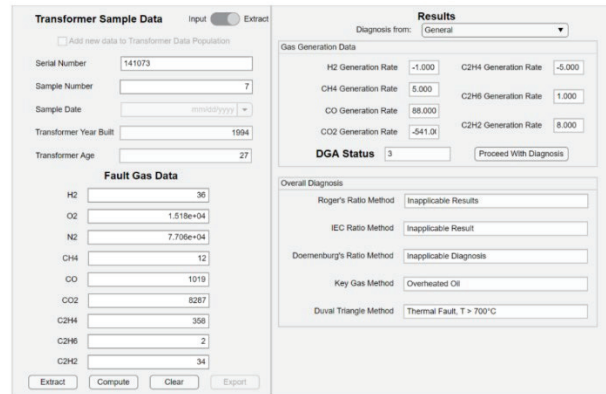 Transformer Sample Data
Input Extract
Add new data to Transformer Data Population
Serial Number 141073
Sample Number 7
Sample Date mm/dd/yyyy
Transformer Year Built 1994
Transformer Age 27
Fault Gas Data
H2 36
O2 1.518e+04
N2 7.706e+04
CH4 12
CO 1019
CO2 8287
C2H4 358
C2H6 2
C2H2 34
Extract Compute Clear Export
Results
Diagnosis from: General
Gas Generation Data
H2 Generation Rate -1.000 C2H4 Generation Rate -5.000
CH4 Generation Rate 5.000
C2H6 Generation Rate 1.000
CO Generation Rate 88.000
C2H2 Generation Rate 8.000
CO2 Generation Rate -541.0(
DGA Status 3 Proceed With Diagnosis
Overall Diagnosis
Roger's Ratio Method Inapplicable Results
IEC Ratio Method Inapplicable Result
Doernenburg's Ratio Method Inapplicable Diagnosis
Key Gas Method Overheated Oil
Duval Triangle Method Thermal Fault, T > 700°C